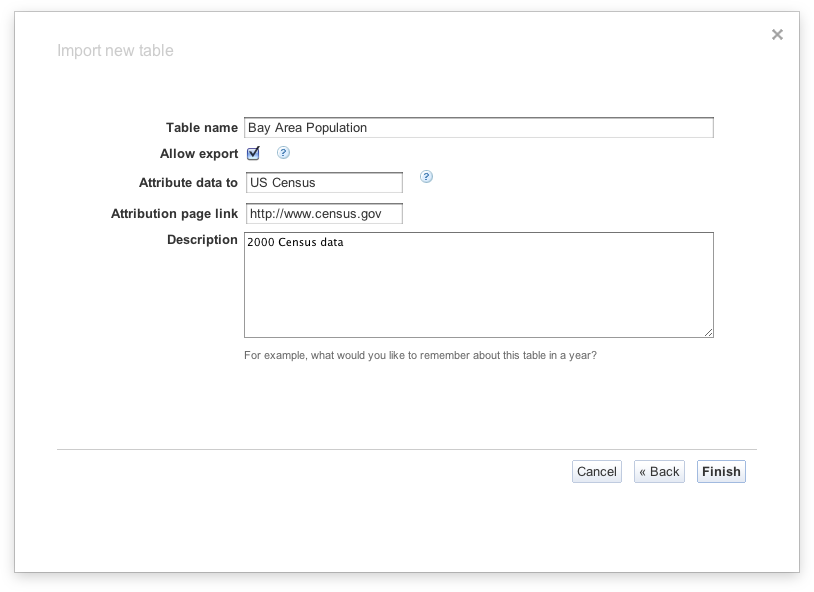 Import new table
Table name Bay Area Population
Allow export ?
Attribute data to US Census ?
Attribution page link http://www.census.gov
Description 2000 Census data
For example, what would you like to remember about this table in a year?
Cancel « Back Finish